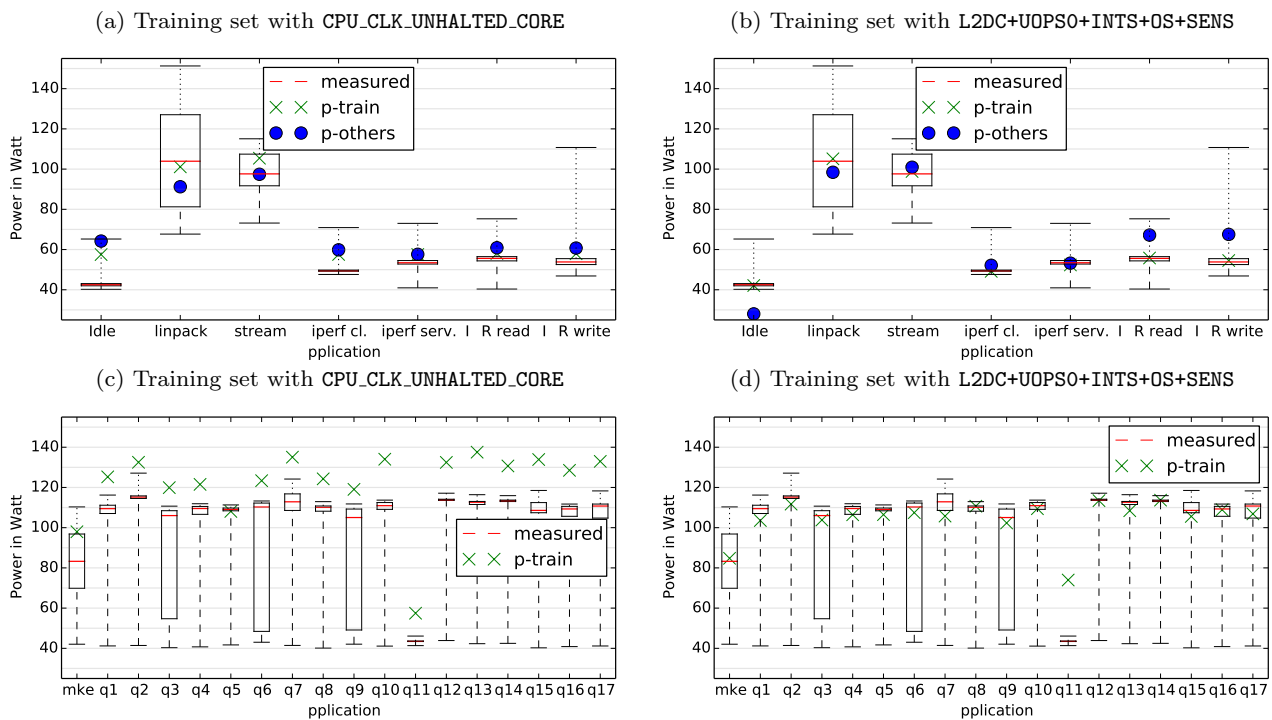 (a) Training set with CPU_CLK_UNHALTED_CORE
(b) Training set with L2DC+UOPS0+INTS+OS+SENS
Power in Watt
140
120
100
80
60
40
measured
p-train
p-others
Idle linpack stream iperf cl. iperf serv. I R read I R write
pplication
Power in Watt
140
120
100
80
60
40
measured
p-train
p-others
Idle linpack stream iperf cl. iperf serv. I R read I R write
pplication
(c) Training set with CPU_CLK_UNHALTED_CORE
(d) Training set with L2DC+UOPS0+INTS+OS+SENS
Power in Watt
140
120
100
80
60
40
measured
p-train
mke q1 q2 q3 q4 q5 q6 q7 q8 q9 q10 q11 q12 q13 q14 q15 q16 q17
pplication
Power in Watt
140
120
100
80
60
40
measured
p-train
mke q1 q2 q3 q4 q5 q6 q7 q8 q9 q10 q11 q12 q13 q14 q15 q16 q17
pplication